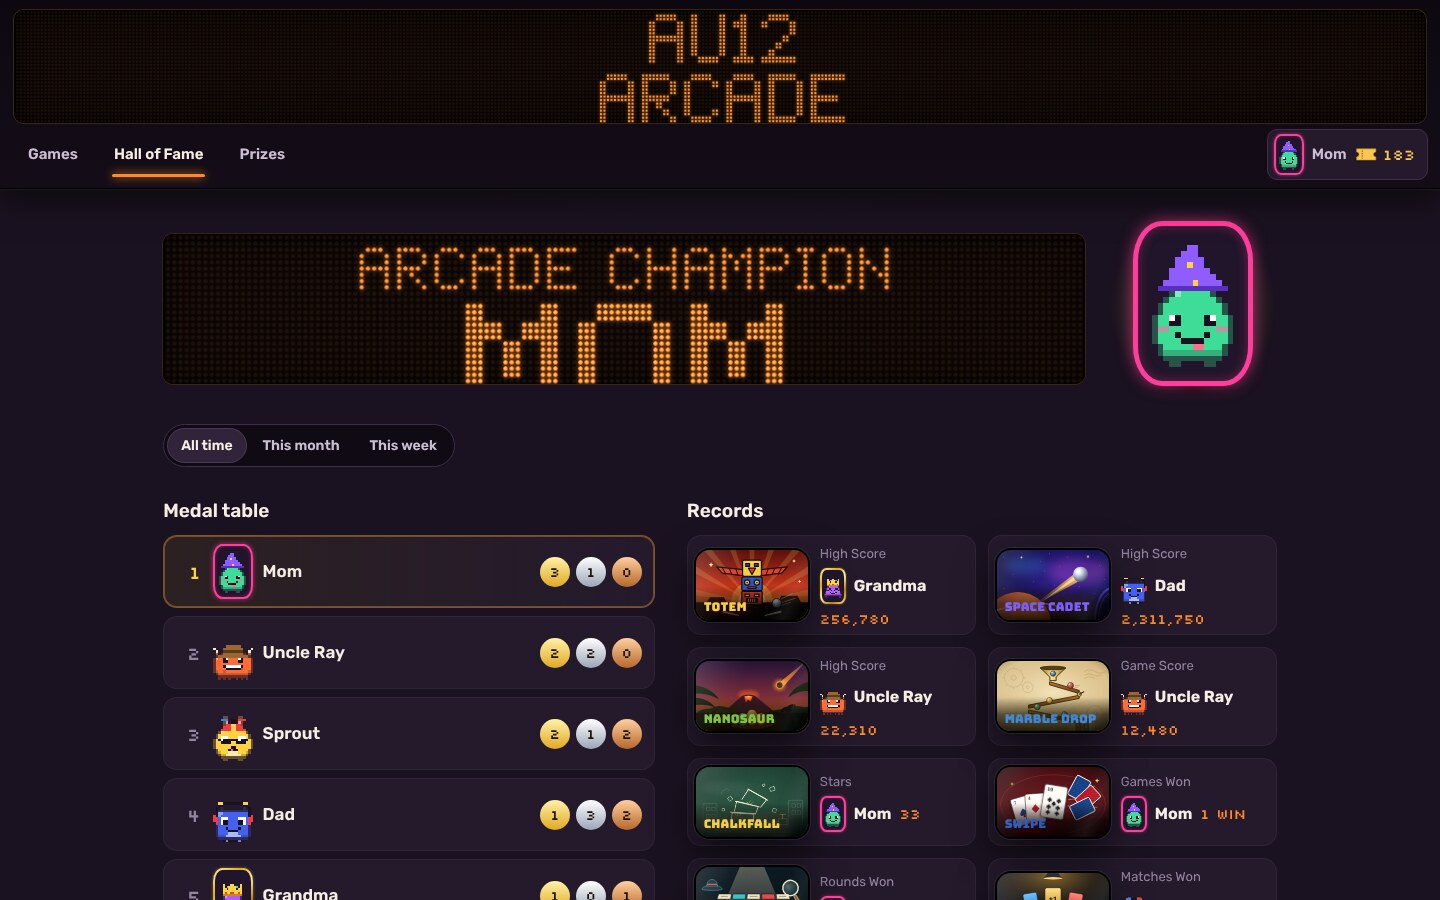 AU12
ARCADE
Games
Hall of Fame
Prizes
Mom 183
ARCADE CHAMPION
MOM
All time
This month
This week
Medal table
1 Mom 3 1 0
2 Uncle Ray 2 2 0
3 Sprout 2 1 2
4 Dad 1 3 2
5 Grandma 1 0 1
Records
TOTEM
High Score
Grandma
256,780
SPACE CADET
High Score
Dad
2,311,750
NANOSAUR
High Score
Uncle Ray
22,310
MARBLE DROP
Game Score
Uncle Ray
12,480
CHALKFALL
Stars
Mom 33
SWIPE
Games Won
Mom 1 WIN
Rounds Won
Matches Won